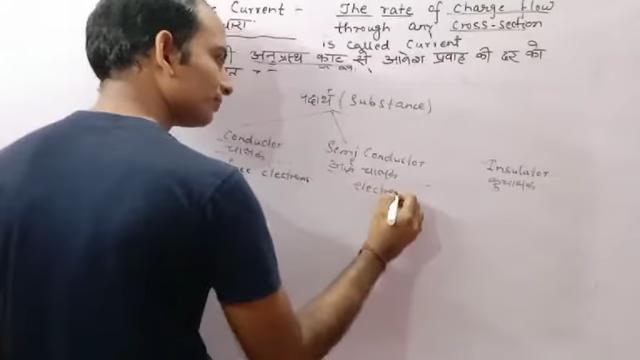 Current - The rate of charge flow
धारा through any cross-section
is called current
अनुप्रस्थ काट से आवेश प्रवाह की दर को
पदार्थ (Substance)
Conductor Semi Conductor Insulator
चालक अर्द्ध चालक कुचालक
electrons